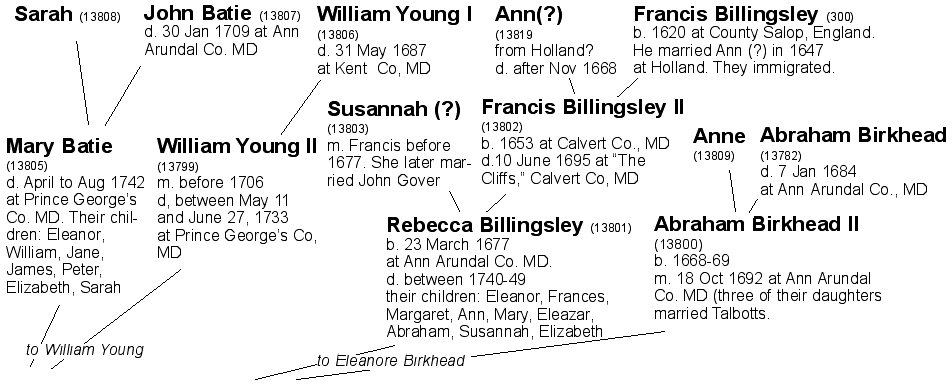 Sarah (13808)
John Batie (13807)
d. 30 Jan 1709 at Ann
Arundal Co. MD
William Young I
(13806)
d. 31 May 1687
at Kent Co, MD
Ann(?)
(13819
from Holland?
d. after Nov 1668
Francis Billingsley (300)
b. 1620 at County Salop, England.
He married Ann (?) in 1647
at Holland. They immigrated.
Mary Batie
(13805)
d. April to Aug 1742
at Prince George's
Co. MD. Their chil-
dren: Eleanor,
William, Jane,
James, Peter,
Elizabeth, Sarah
William Young II
(13799)
m. before 1706
d, between May 11
and June 27, 1733
at Prince George's Co,
MD
Susannah (?)
(13803)
m. Francis before
1677. She later mar-
ried John Gover
Francis Billingsley II
(13802)
b. 1653 at Calvert Co., MD
d.10 June 1695 at "The
Cliffs," Calvert Co, MD
Anne
(13809)
Abraham Birkhead
(13782)
d. 7 Jan 1684
at Ann Arundal Co., MD
Rebecca Billingsley (13801)
b. 23 March 1677
at Ann Arundal Co. MD.
d. between 1740-49
their children: Eleanor, Frances,
Margaret, Ann, Mary, Eleazar,
Abraham, Susannah, Elizabeth
Abraham Birkhead II
(13800)
b. 1668-69
m. 18 Oct 1692 at Ann Arundal
Co. MD (three of their daughters
married Talbotts.
to William Young
to Eleanore Birkhead